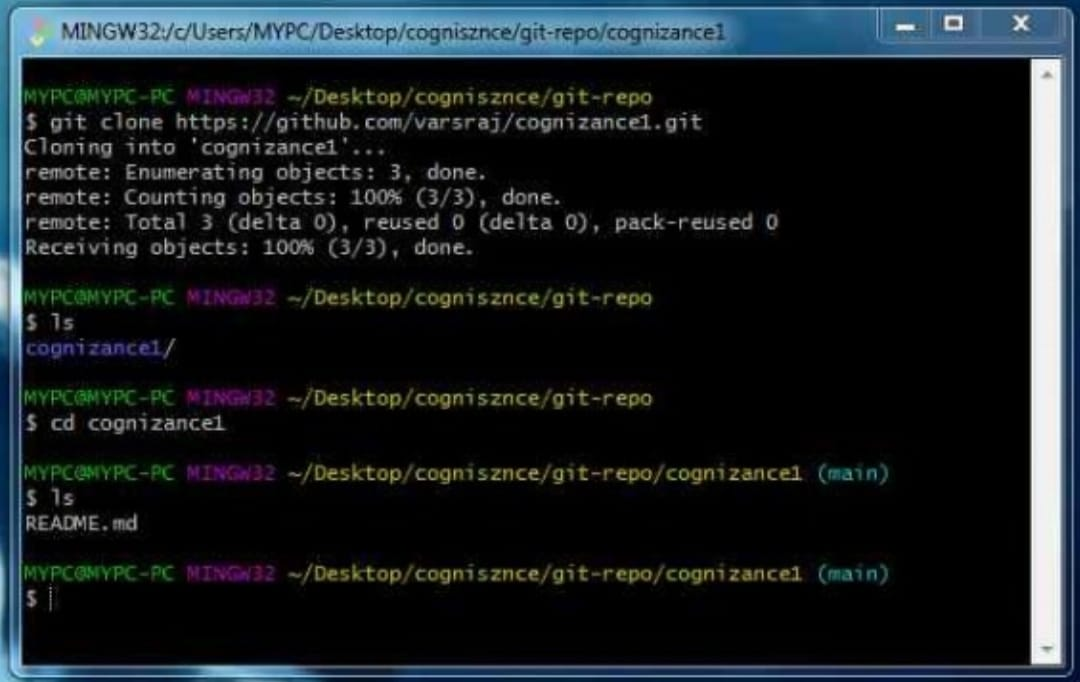 MINGW32:/c/Users/MYPC/Desktop/cognisznce/git-repo/cognizance1
MYPC@MYPC-PC MINGW32 ~/Desktop/cognisznce/git-repo
$ git clone https://github.com/varsraj/cognizance1.git
Cloning into 'cognizance1'...
remote: Enumerating objects: 3, done.
remote: Counting objects: 100% (3/3), done.
remote: Total 3 (delta 0), reused 0 (delta 0), pack-reused 0
Receiving objects: 100% (3/3), done.
MYPC@MYPC-PC MINGW32 ~/Desktop/cognisznce/git-repo
$ ls
cognizance1/
MYPC@MYPC-PC MINGW32 ~/Desktop/cognisznce/git-repo
$ cd cognizance1
MYPC@MYPC-PC MINGW32 ~/Desktop/cognisznce/git-repo/cognizance1 (main)
$ ls
README.md
MYPC@MYPC-PC MINGW32 ~/Desktop/cognisznce/git-repo/cognizance1 (main)
$